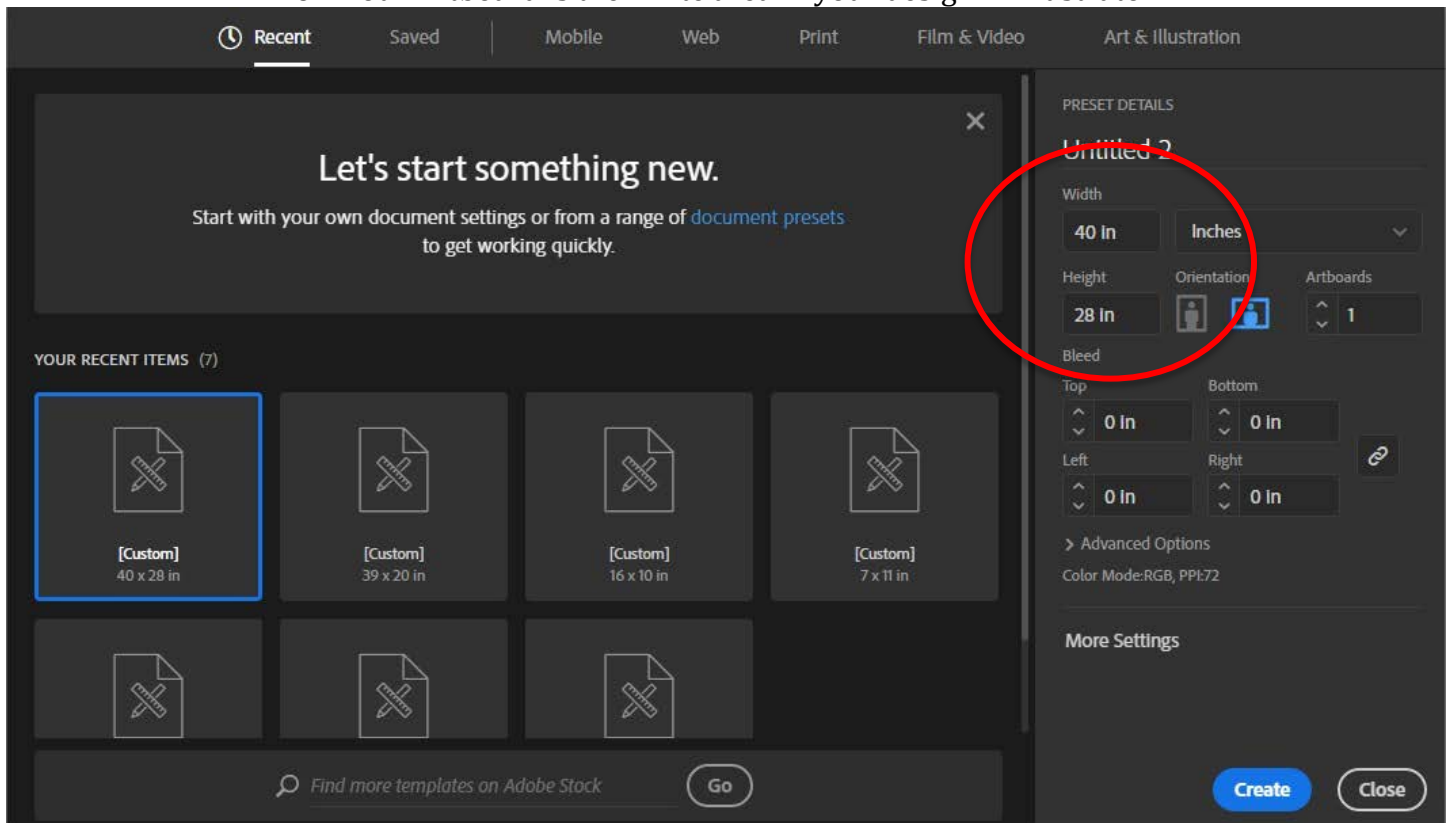 Recent Saved Mobile Web Print Film & Video Art & Illustration
Let's start something new.
Start with your own document settings or from a range of document presets
to get working quickly.
YOUR RECENT ITEMS (7)
[Custom] [Custom] [Custom] [Custom]
40 x 28 in 39 x 20 in 16 x 10 in 7 x 11 in
Find more templates on Adobe Stock Go
PRESET DETAILS
Untitled-2
Width
40 in Inches
Height Orientation Artboards
28 in 1
Bleed
Top Bottom
0 in 0 in
Left Right
0 in 0 in
> Advanced Options
Color Mode:RGB, PPI:72
More Settings
Create Close